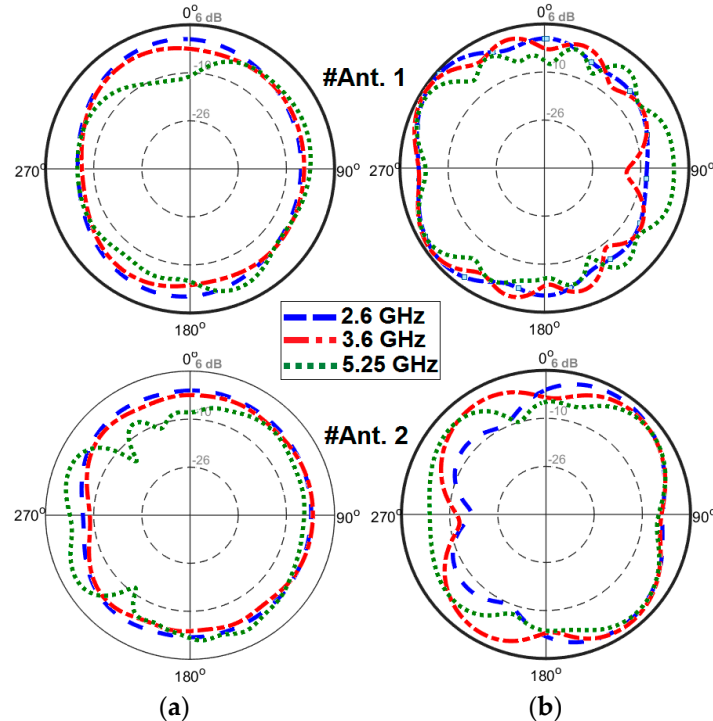 0° 0°
6 dB 6 dB
-10 #Ant. 1 -10
-26 -26
270° 90° 270° 90°
180° 180°
2.6 GHz
3.6 GHz
5.25 GHz
0° 0°
6 dB 6 dB
-10 #Ant. 2 -10
-26 -26
270° 90° 270° 90°
180° 180°
(a) (b)